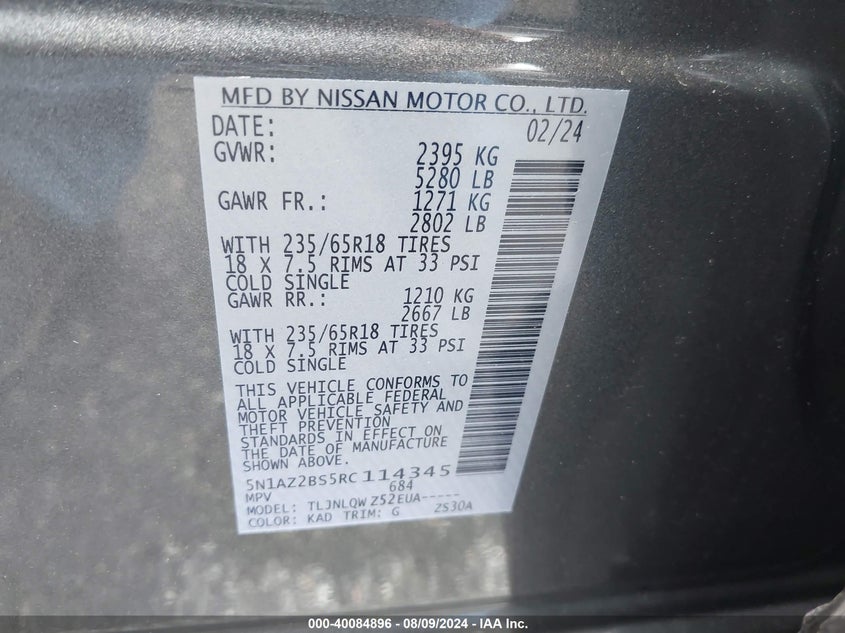 MFD BY NISSAN MOTOR CO., LTD.
DATE: 02/24
GVWR: 2395 KG
5280 LB
GAWR FR.: 1271 KG
2802 LB
WITH 235/65R18 TIRES
18 X 7.5 RIMS AT 33 PSI
COLD SINGLE
GAWR RR.: 1210 KG
2667 LB
WITH 235/65R18 TIRES
18 X 7.5 RIMS AT 33 PSI
COLD SINGLE
THIS VEHICLE CONFORMS TO
ALL APPLICABLE FEDERAL
MOTOR VEHICLE SAFETY AND
THEFT PREVENTION
STANDARDS IN EFFECT ON
THE DATE OF MANUFACTURE
SHOWN ABOVE.
5N1AZ2BS5RC114345
MPV 684
MODEL: TLJNLQW Z52EUA-----
COLOR: KAD TRIM: G ZS30A
000-40084896 - 08/09/2024 - IAA Inc.